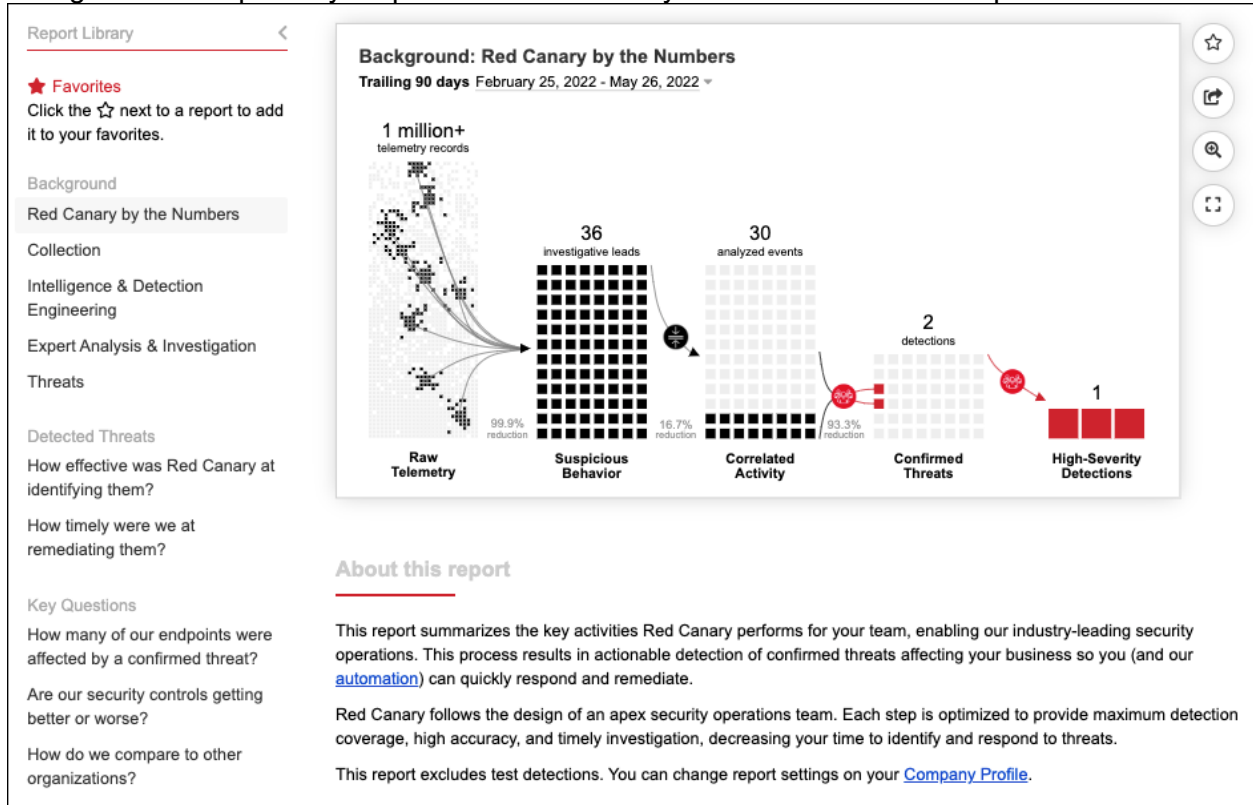 Report Library
Favorites
Click the ☆ next to a report to add
it to your favorites.
Background
Red Canary by the Numbers
Collection
Intelligence & Detection
Engineering
Expert Analysis & Investigation
Threats
Detected Threats
How effective was Red Canary at
identifying them?
How timely were we at
remediating them?
Key Questions
How many of our endpoints were
affected by a confirmed threat?
Are our security controls getting
better or worse?
How do we compare to other
organizations?
Background: Red Canary by the Numbers
Trailing 90 days February 25, 2022 - May 26, 2022
1 million+
telemetry records
36
investigative leads
30
analyzed events
2
detections
1
99.9%
reduction
16.7%
reduction
93.3%
reduction
Raw
Telemetry
Suspicious
Behavior
Correlated
Activity
Confirmed
Threats
High-Severity
Detections
About this report
This report summarizes the key activities Red Canary performs for your team, enabling our industry-leading security
operations. This process results in actionable detection of confirmed threats affecting your business so you (and our
automation) can quickly respond and remediate.
Red Canary follows the design of an apex security operations team. Each step is optimized to provide maximum detection
coverage, high accuracy, and timely investigation, decreasing your time to identify and respond to threats.
This report excludes test detections. You can change report settings on your Company Profile.